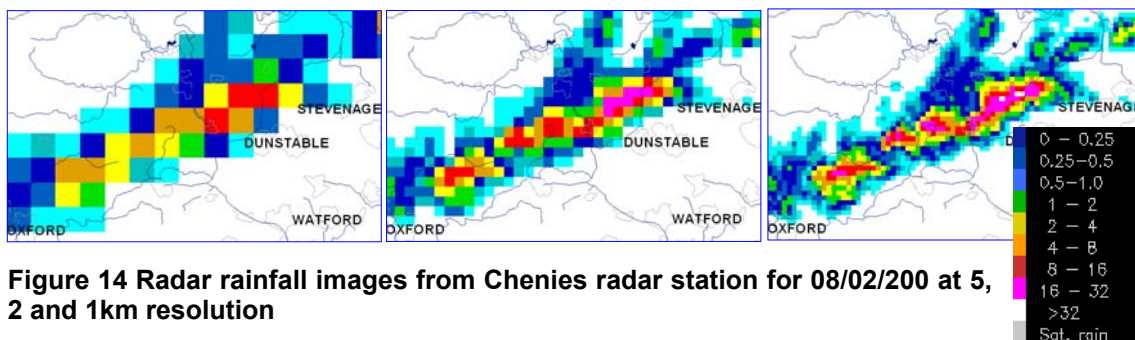 STEVENAGE
DUNSTABLE
WATFORD
OXFORD
STEVENAGE
DUNSTABLE
WATFORD
OXFORD
STEVENAGE
D
OXFORD
0 - 0.25
0.25-0.5
0.5-1.0
1 - 2
2 - 4
4 - 8
8 - 16
16 - 32
>32
Sat. rain
Figure 14 Radar rainfall images from Chenies radar station for 08/02/200 at 5,
2 and 1km resolution